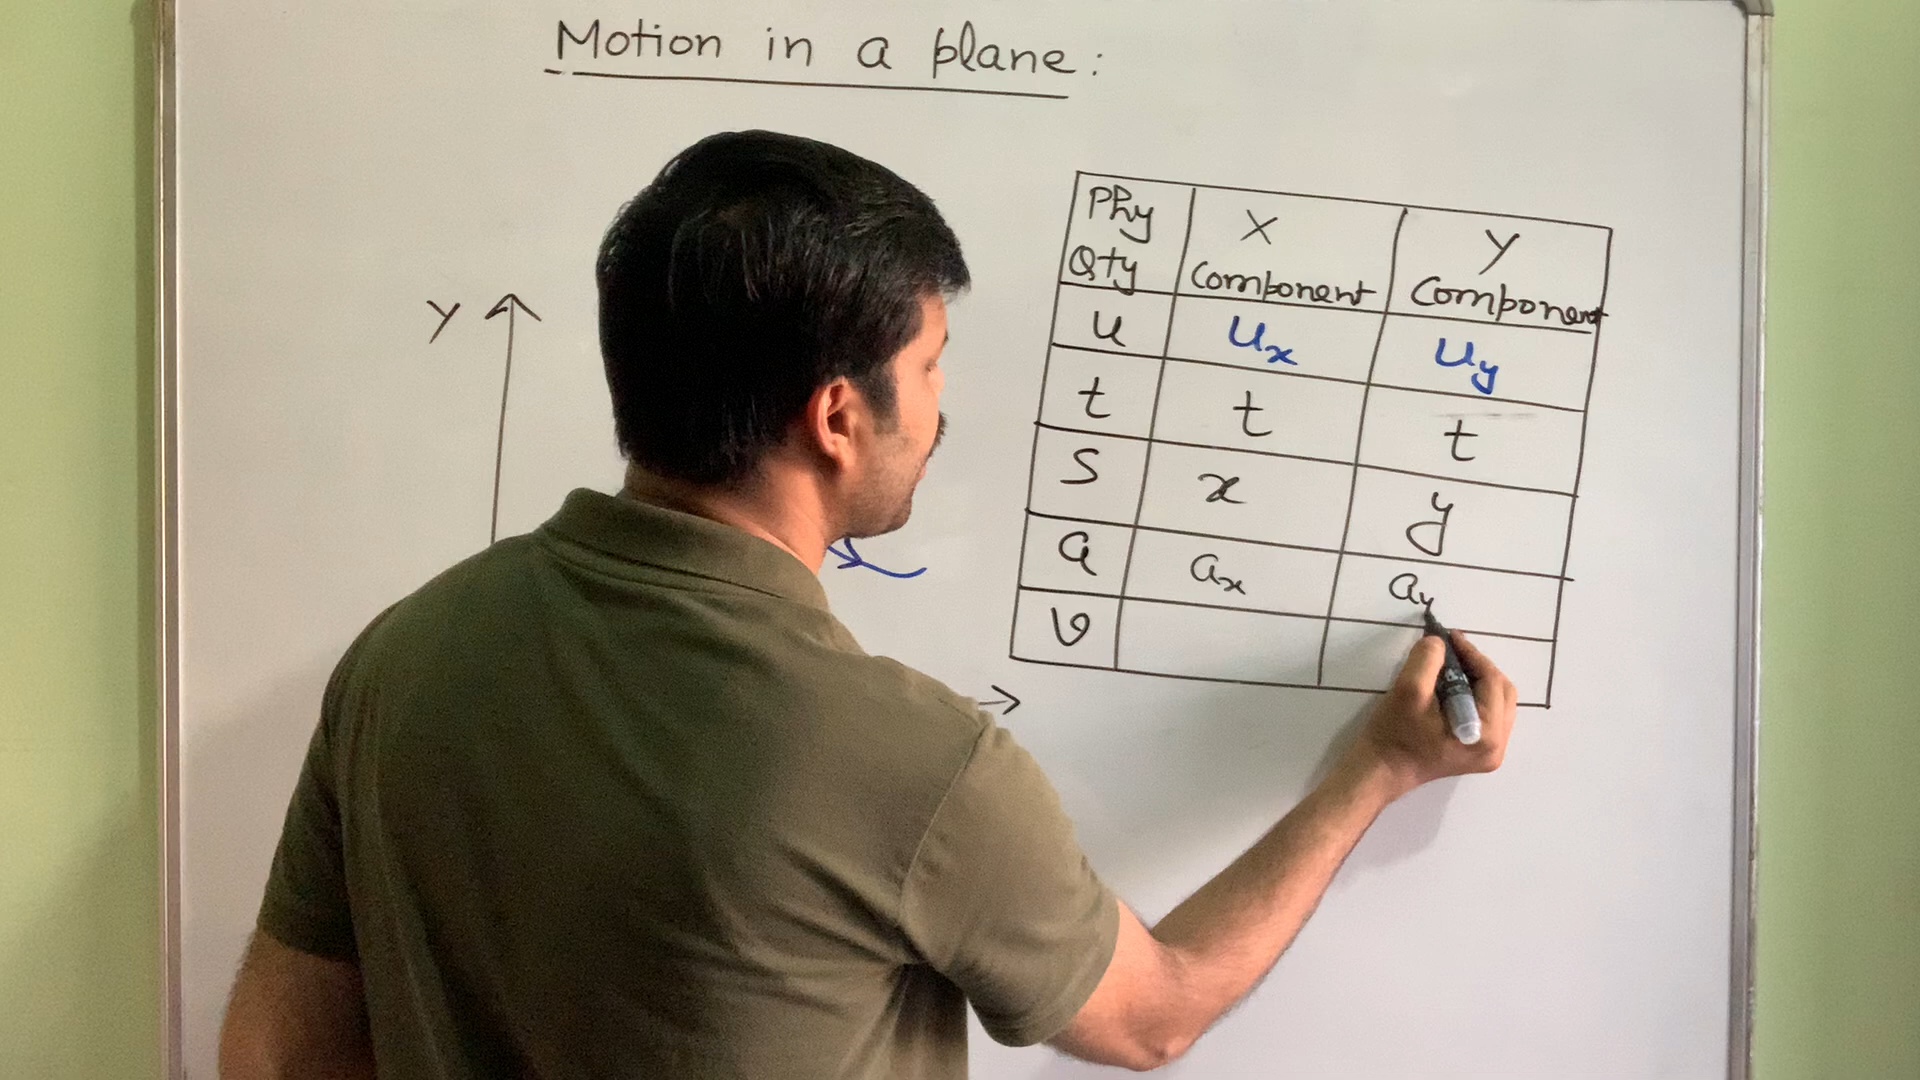 Motion in a plane:
Y
Phy Qty X Component Y Component
u ux uy
t t t
S x y
a ax ay
v